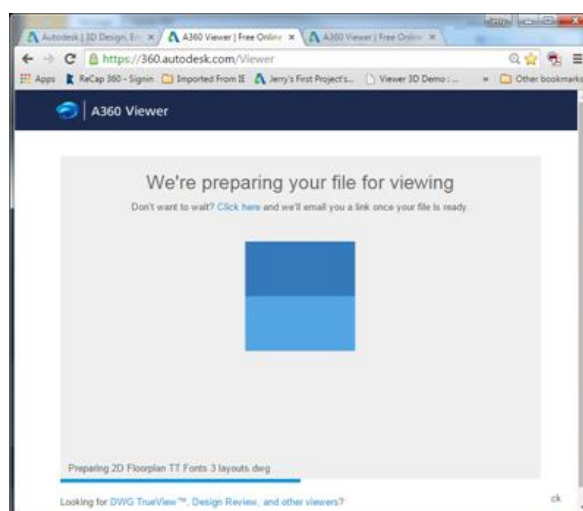 Autodesk | 3D Design, En
A360 Viewer | Free Online
A360 Viewer | Free Online
https://360.autodesk.com/Viewer
Apps
ReCap 360 - Signin
Imported From IE
Jerry's First Project's...
Viewer 3D Demo : ...
»
Other bookmarks
A360 Viewer
We're preparing your file for viewing
Don't want to wait? Click here and we'll email you a link once your file is ready
Preparing 2D Floorplan TT Fonts 3 layouts.dwg
Looking for DWG TrueView™, Design Review, and other viewers?
ck